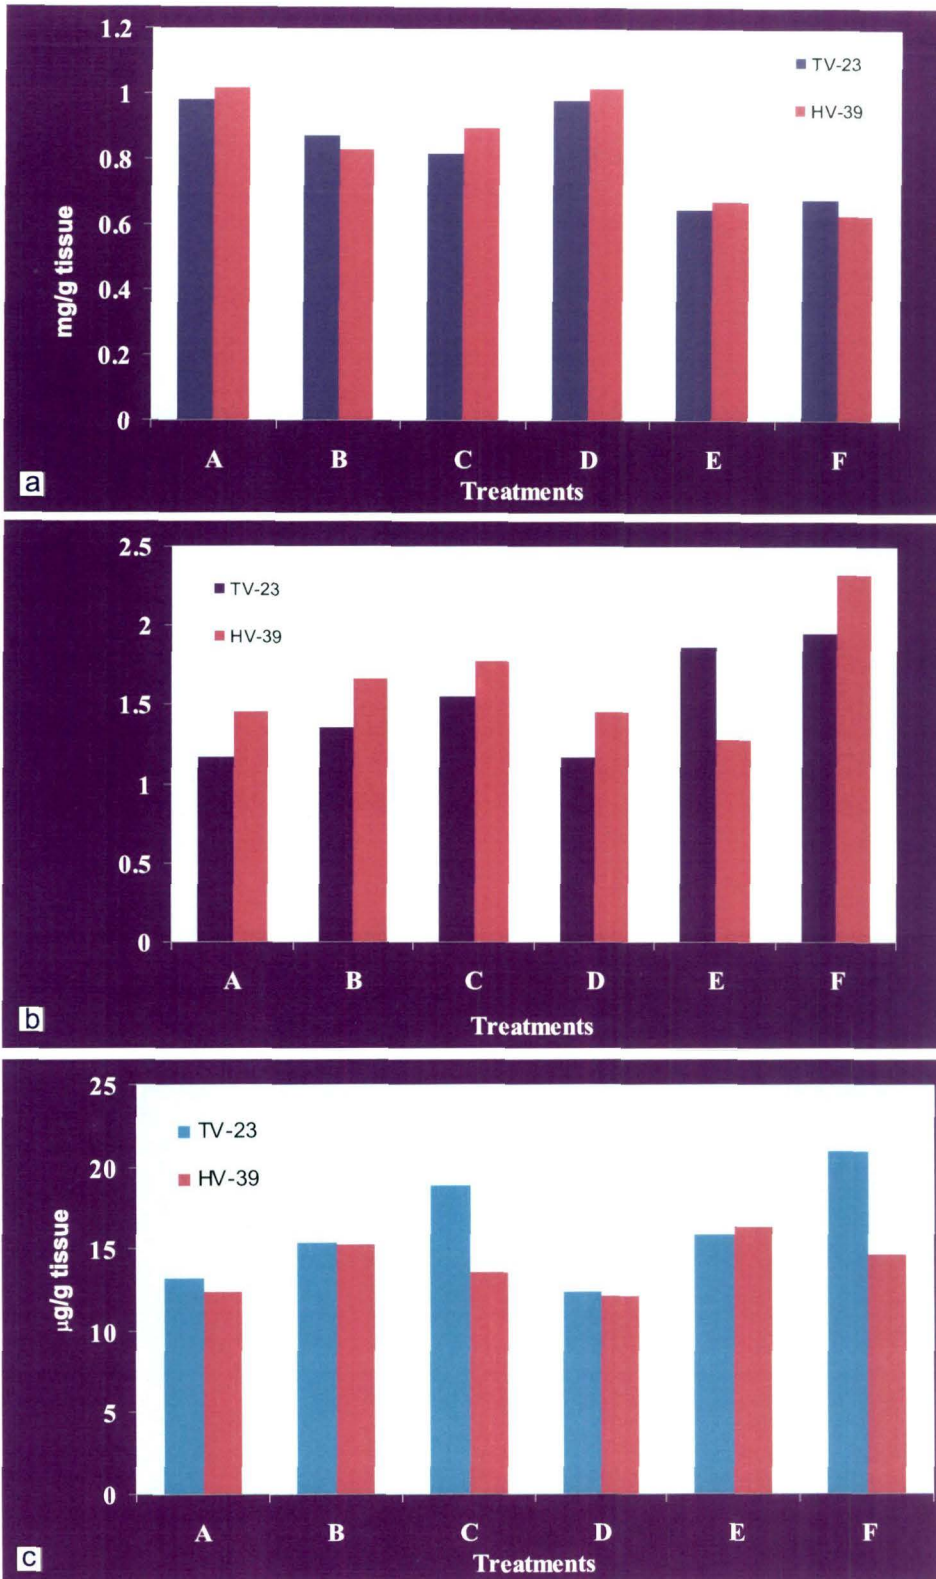 1.2
1
0.8
0.6
0.4
0.2
0
mg/g tissue
TV-23
HV-39
A B C D E F
Treatments
a
2.5
2
1.5
1
0.5
0
TV-23
HV-39
A B C D E F
Treatments
b
25
20
15
10
5
0
µg/g tissue
TV-23
HV-39
A B C D E F
Treatments
c